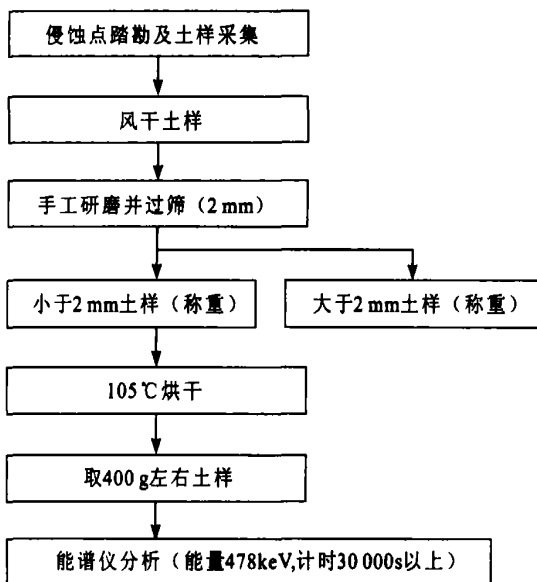 侵蚀点踏勘及土样采集
风干土样
手工研磨并过筛（2 mm）
小于2 mm土样（称重）
大于2 mm土样（称重）
105℃烘干
取400 g左右土样
能谱仪分析（能量478keV,计时30 000s以上）